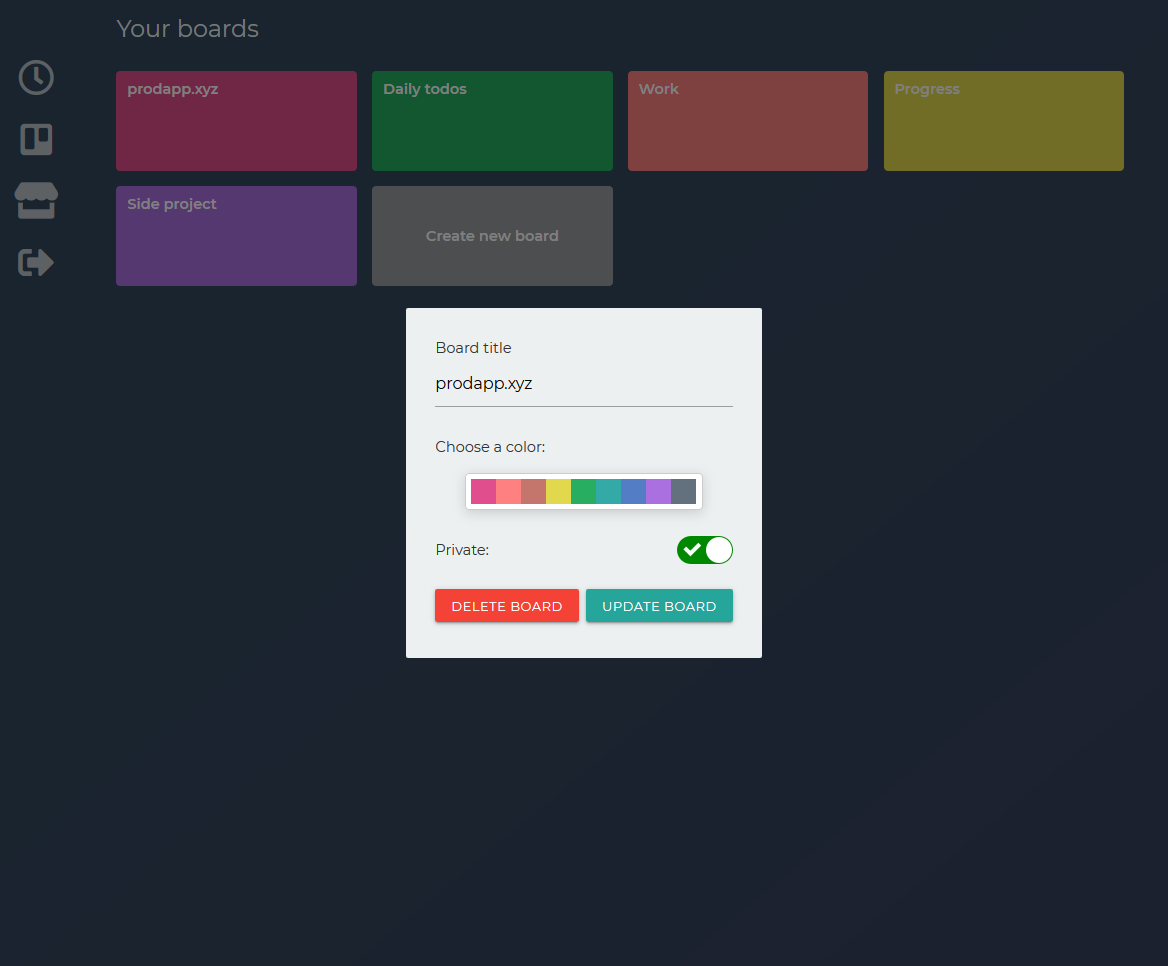 Your boards
prodapp.xyz
Daily todos
Work
Progress
Side project
Create new board
Board title
prodapp.xyz
Choose a color:
Private:
DELETE BOARD
UPDATE BOARD